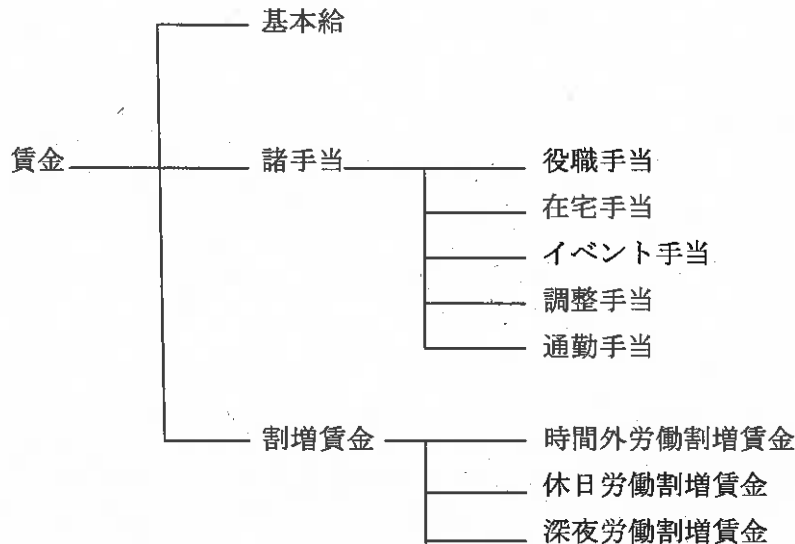 基本給
賃金
諸手当
役職手当
在宅手当
イベント手当
調整手当
通勤手当
割増賃金
時間外労働割増賃金
休日労働割増賃金
深夜労働割増賃金